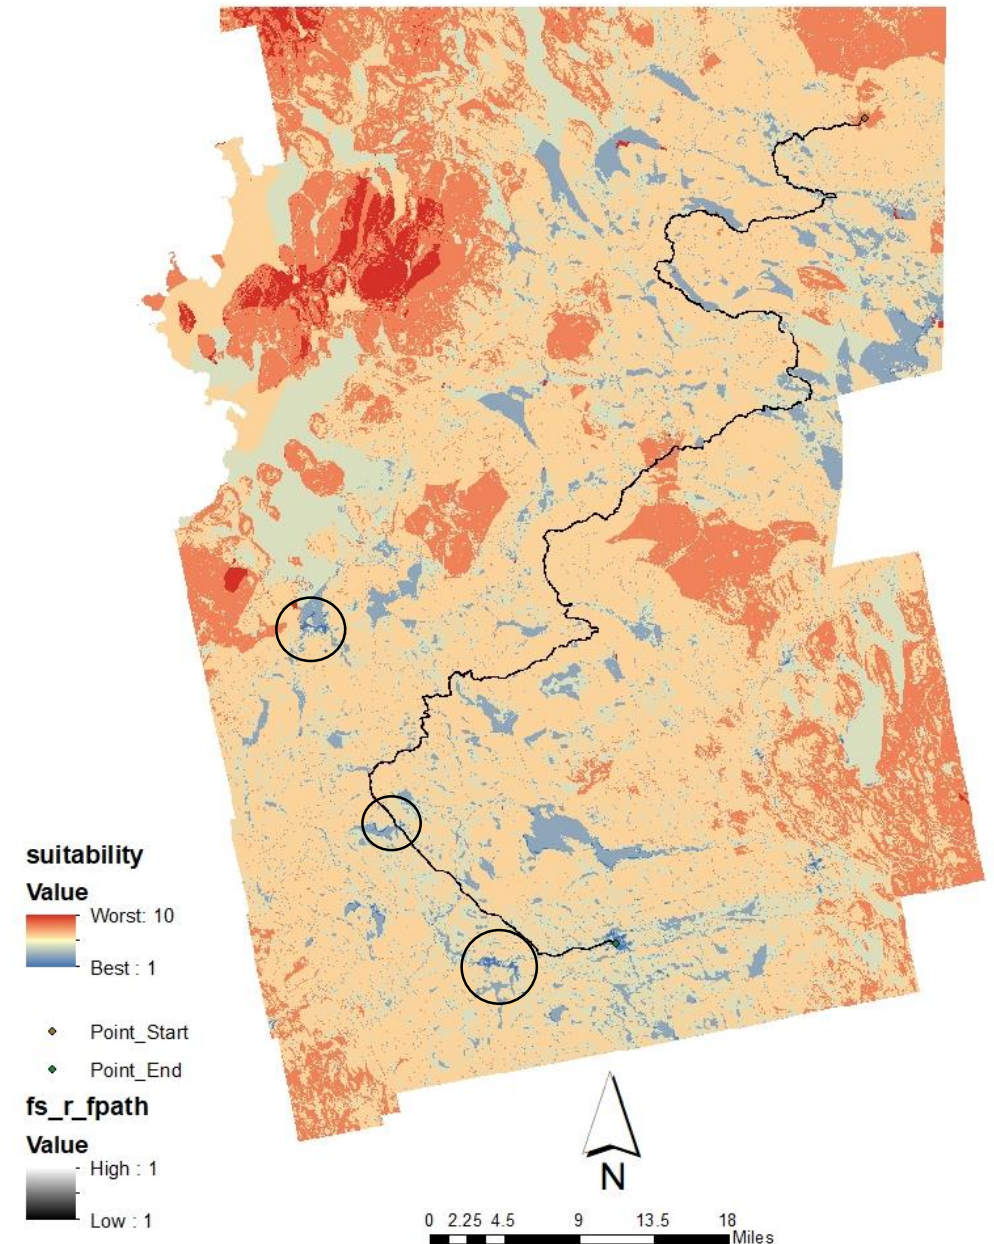 suitability
Value
Worst: 10
Best : 1
Point_Start
Point_End
fs_r_fpath
Value
High : 1
Low : 1
N
0 2.25 4.5 9 13.5 18
Miles